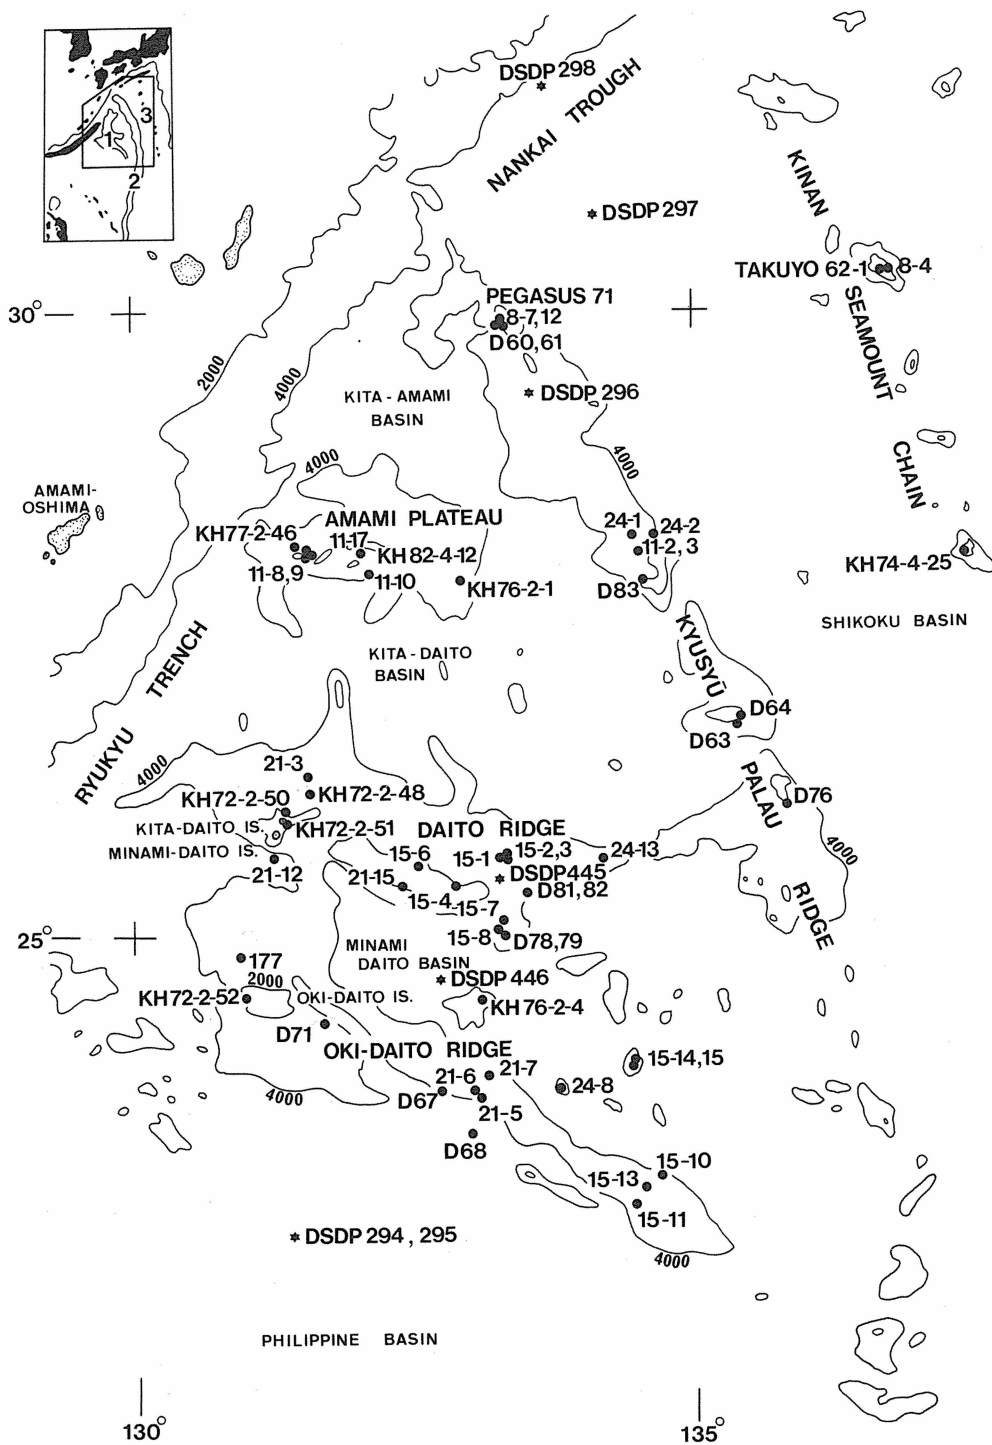 DSDP 298
NANKAI TROUGH
3
1
2
KINAN
DSDP 297
TAKUYO 62-1
8-4
PEGASUS 71
8-7, 12
D60, 61
30°
SEAMOUNT
2000
4000
KITA - AMAMI
BASIN
DSDP 296
CHAIN
4000
4000
AMAMI-
OSHIMA
AMAMI PLATEAU
KH77-2-46
11-17
KH 82-4-12
24-1
24-2
11-2, 3
KH74-4-25
11-8, 9
11-10
KH76-2-1
D83
SHIKOKU BASIN
RYUKYU TRENCH
KITA - DAITO
BASIN
KYUSYŪ
D64
D63
4000
21-3
PALAU
D76
KH72-2-50
KH72-2-48
KITA-DAITO IS.
KH72-2-51
DAITO RIDGE
MINAMI-DAITO IS.
15-6
15-1
15-2, 3
24-13
4000
21-12
21-15
DSDP445
D81, 82
15-4
15-7
RIDGE
25°
15-8
D78, 79
MINAMI
DAITO BASIN
177
2000
DSDP 446
KH72-2-52
OKI-DAITO IS.
KH76-2-4
D71
OKI-DAITO RIDGE
15-14, 15
21-7
21-6
24-8
4000
D67
21-5
D68
15-10
15-13
15-11
DSDP 294, 295
4000
PHILIPPINE BASIN
130°
135°